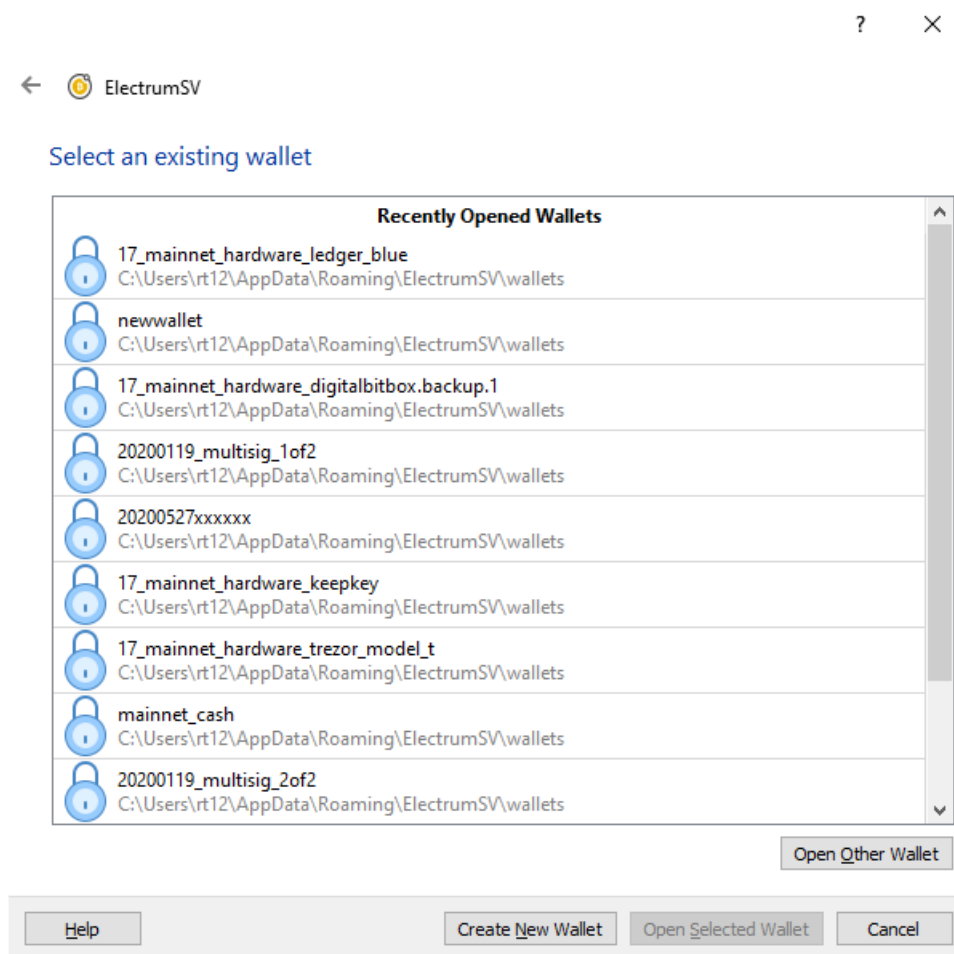 ?
ElectrumSV
Select an existing wallet
Recently Opened Wallets
17_mainnet_hardware_ledger_blue
C:\Users\rt12\AppData\Roaming\ElectrumSV\wallets
newwallet
C:\Users\rt12\AppData\Roaming\ElectrumSV\wallets
17_mainnet_hardware_digitalbitbox.backup.1
C:\Users\rt12\AppData\Roaming\ElectrumSV\wallets
20200119_multisig_1of2
C:\Users\rt12\AppData\Roaming\ElectrumSV\wallets
20200527xxxxxx
C:\Users\rt12\AppData\Roaming\ElectrumSV\wallets
17_mainnet_hardware_keepkey
C:\Users\rt12\AppData\Roaming\ElectrumSV\wallets
17_mainnet_hardware_trezor_model_t
C:\Users\rt12\AppData\Roaming\ElectrumSV\wallets
mainnet_cash
C:\Users\rt12\AppData\Roaming\ElectrumSV\wallets
20200119_multisig_2of2
C:\Users\rt12\AppData\Roaming\ElectrumSV\wallets
Open Other Wallet
Help Create New Wallet Open Selected Wallet Cancel